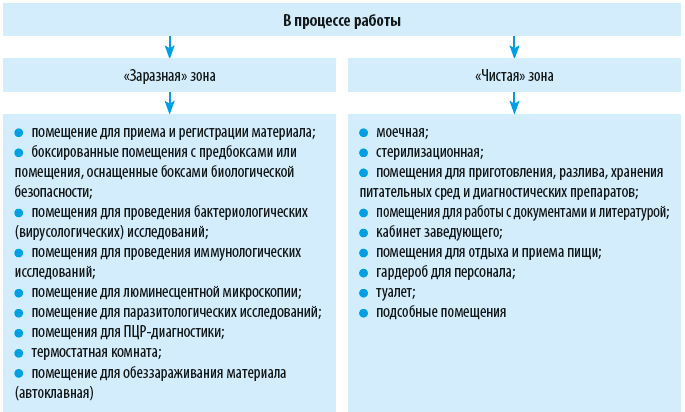 В процессе работы
«Заразная» зона
помещение для приема и регистрации материала;
боксированные помещения с предбоксами или
помещения, оснащенные боксами биологической
безопасности;
помещения для проведения бактериологических
(вирусологических) исследований;
помещения для проведения иммунологических
исследований;
помещение для люминесцентной микроскопии;
помещение для паразитологических исследований;
помещения для ПЦР-диагностики;
термостатная комната;
помещение для обеззараживания материала
(автоклавная)
«Чистая» зона
моечная;
стерилизационная;
помещения для приготовления, разлива, хранения
питательных сред и диагностических препаратов;
помещения для работы с документами и литературой;
кабинет заведующего;
помещения для отдыха и приема пищи;
гардероб для персонала;
туалет;
подсобные помещения